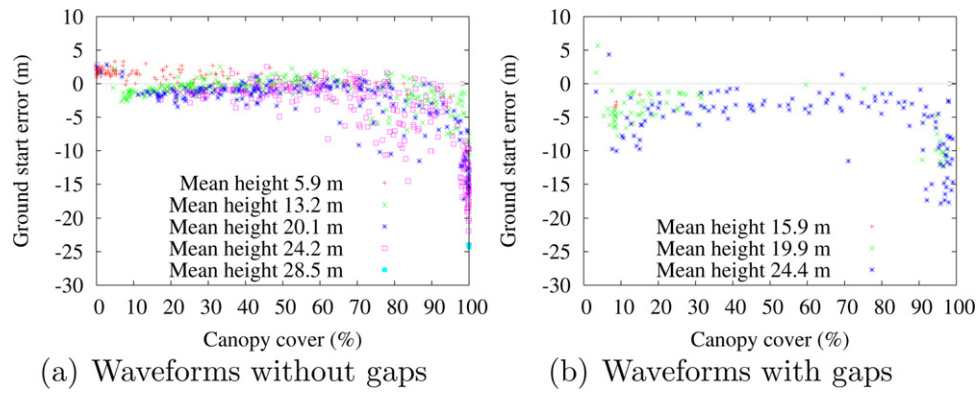 Ground start error (m)
10
5
0
-5
-10
-15
-20
-25
-30
0 10 20 30 40 50 60 70 80 90 100
Canopy cover (%)
Mean height 5.9 m
Mean height 13.2 m
Mean height 20.1 m
Mean height 24.2 m
Mean height 28.5 m
(a) Waveforms without gaps
Ground start error (m)
10
5
0
-5
-10
-15
-20
-25
-30
0 10 20 30 40 50 60 70 80 90 100
Canopy cover (%)
Mean height 15.9 m
Mean height 19.9 m
Mean height 24.4 m
(b) Waveforms with gaps